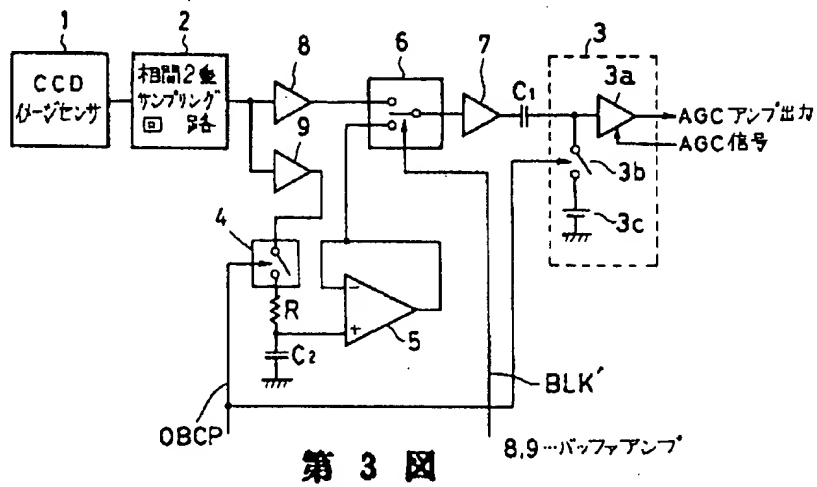 1
2
8
6
7
3
CCD
イメージセンサ
相関2重
サンプリング
回路
9
C1
3a
AGCアンプ出力
AGC信号
3b
3c
4
R
C2
-
+
5
OBCP
BLK'
8,9…バッファアンプ
第3図